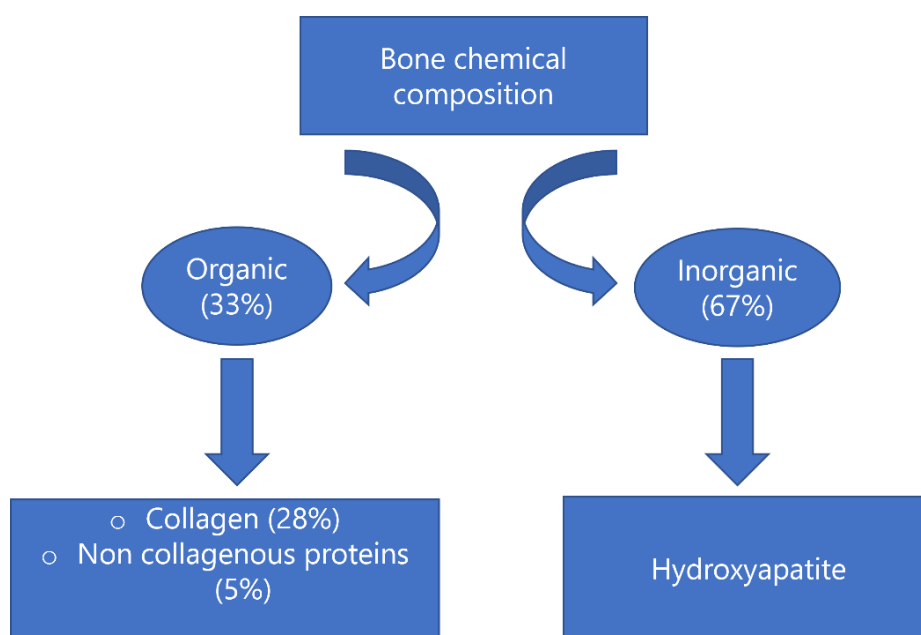 Bone chemical
composition
Organic
(33%)
Inorganic
(67%)
o Collagen (28%)
o Non collagenous proteins
(5%)
Hydroxyapatite